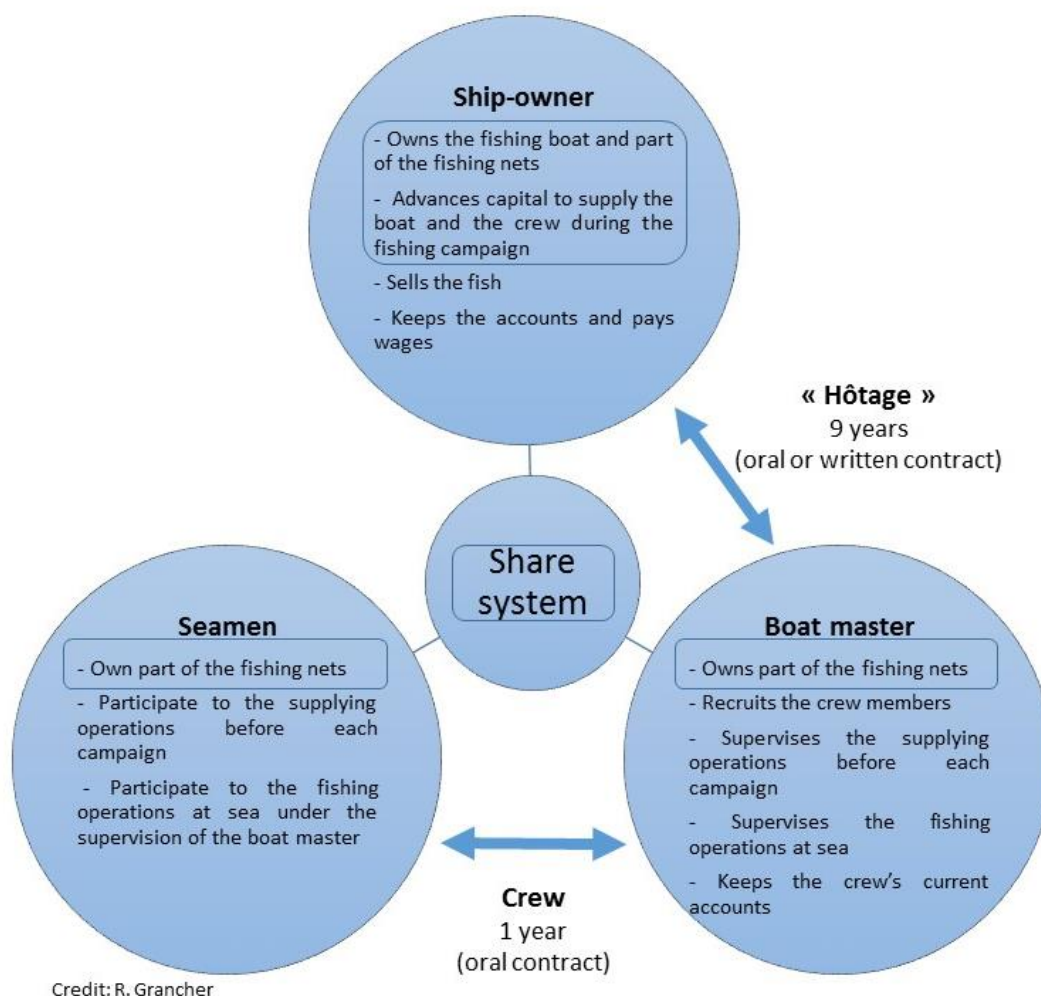 Ship-owner
- Owns the fishing boat and part
of the fishing nets
- Advances capital to supply the
boat and the crew during the
fishing campaign
- Sells the fish
- Keeps the accounts and pays
wages
« Hôtage »
9 years
(oral or written contract)
Share
system
Seamen
- Own part of the fishing nets
- Participate to the supplying
operations before each
campaign
- Participate to the fishing
operations at sea under the
supervision of the boat master
Boat master
- Owns part of the fishing nets
- Recruits the crew members
- Supervises the supplying
operations before each
campaign
- Supervises the fishing
operations at sea
- Keeps the crew's current
accounts
Crew
1 year
(oral contract)
Credit: R. Grancher